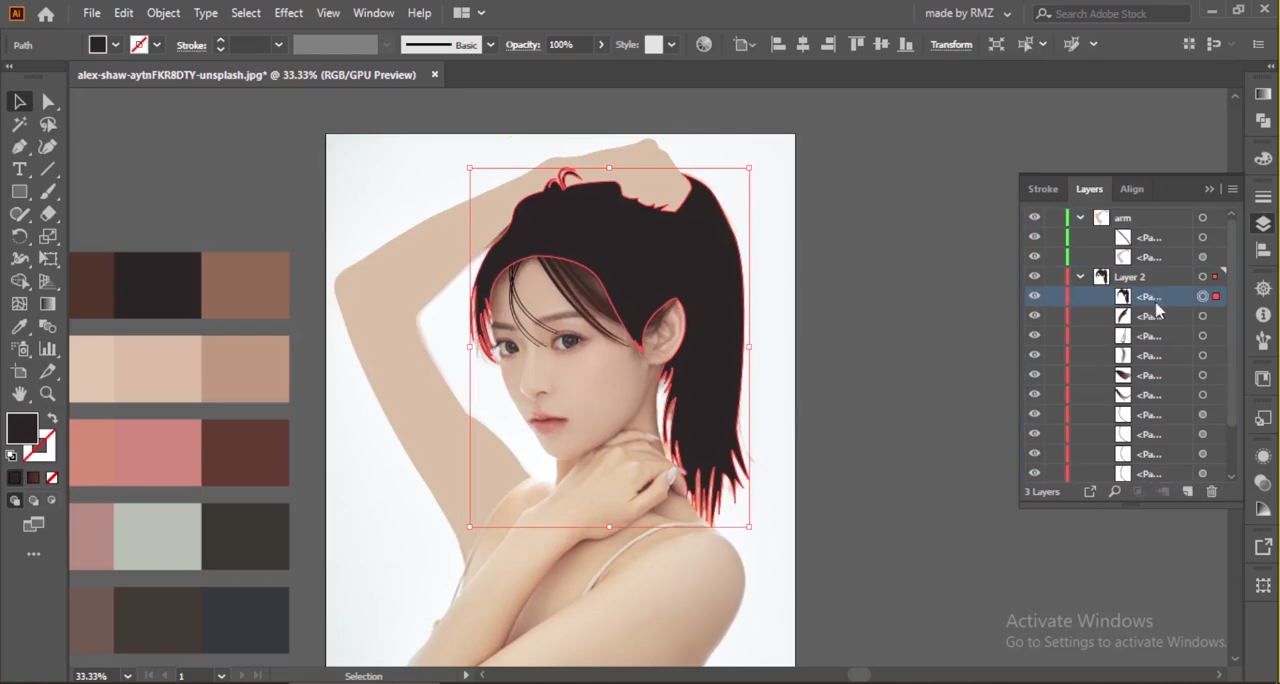 Ai File Edit Object Type Select Effect View Window Help made by RMZ Search Adobe Stock
Path Stroke: Basic Opacity: 100% Style: Transform
alex-shaw-aytnFKR8DTY-unsplash.jpg* @ 33.33% (RGB/GPU Preview)
Stroke Layers Align
arm
<Pa...
<Pa...
Layer 2
<Pa...
<Pa...
<Pa...
<Pa...
<Pa...
<Pa...
<Pa...
<Pa...
<Pa...
<Pa...
3 Layers
Activate Windows
Go to Settings to activate Windows.
33.33% 1 Selection